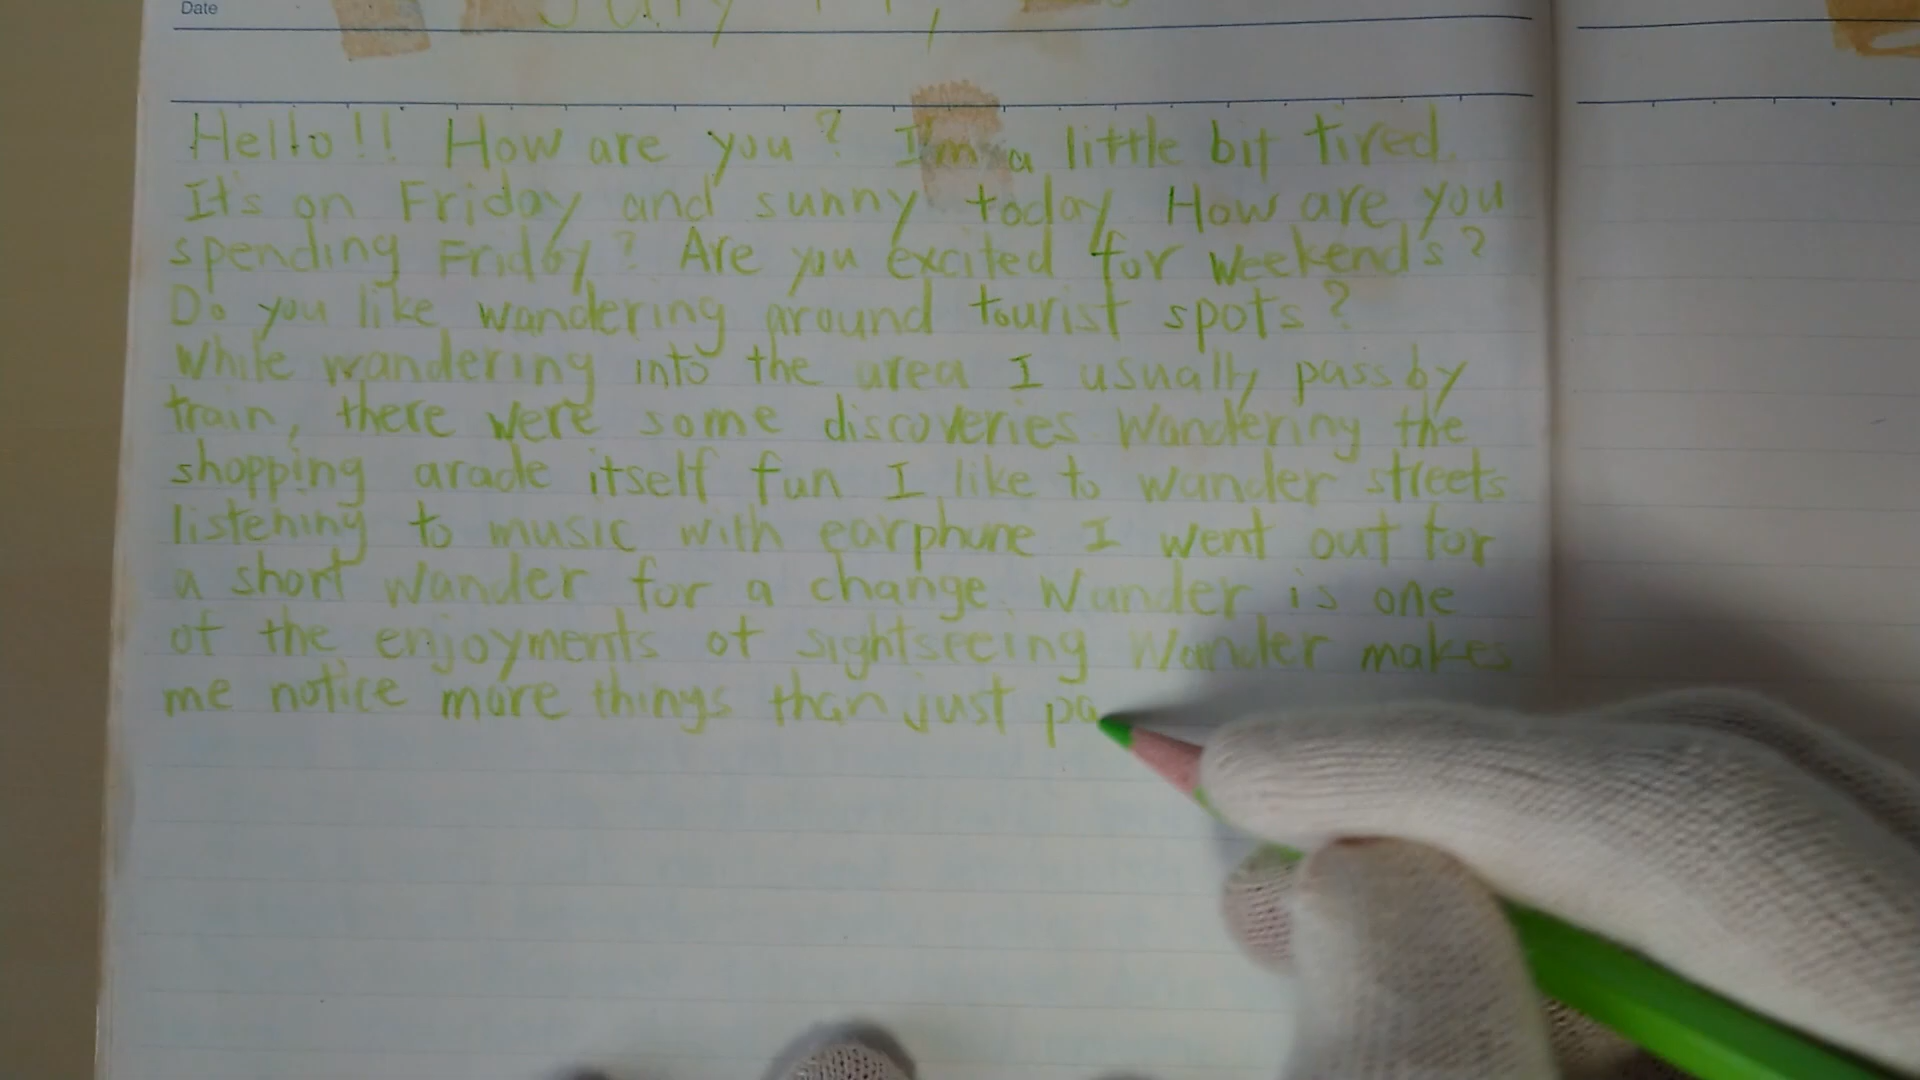 Date
July 11,
Hello!! How are you? I'm a little bit tired.
It's on Friday and sunny today. How are you
spending Friday? Are you excited for weekends?
Do you like wandering around tourist spots?
While wandering into the area I usually pass by
train, there were some discoveries. Wandering the
shopping arade itself fun. I like to wander streets
listening to music with earphone. I went out for
a short wander for a change. Wander is one
of the enjoyments of sightseeing. Wander makes
me notice more things than just pa